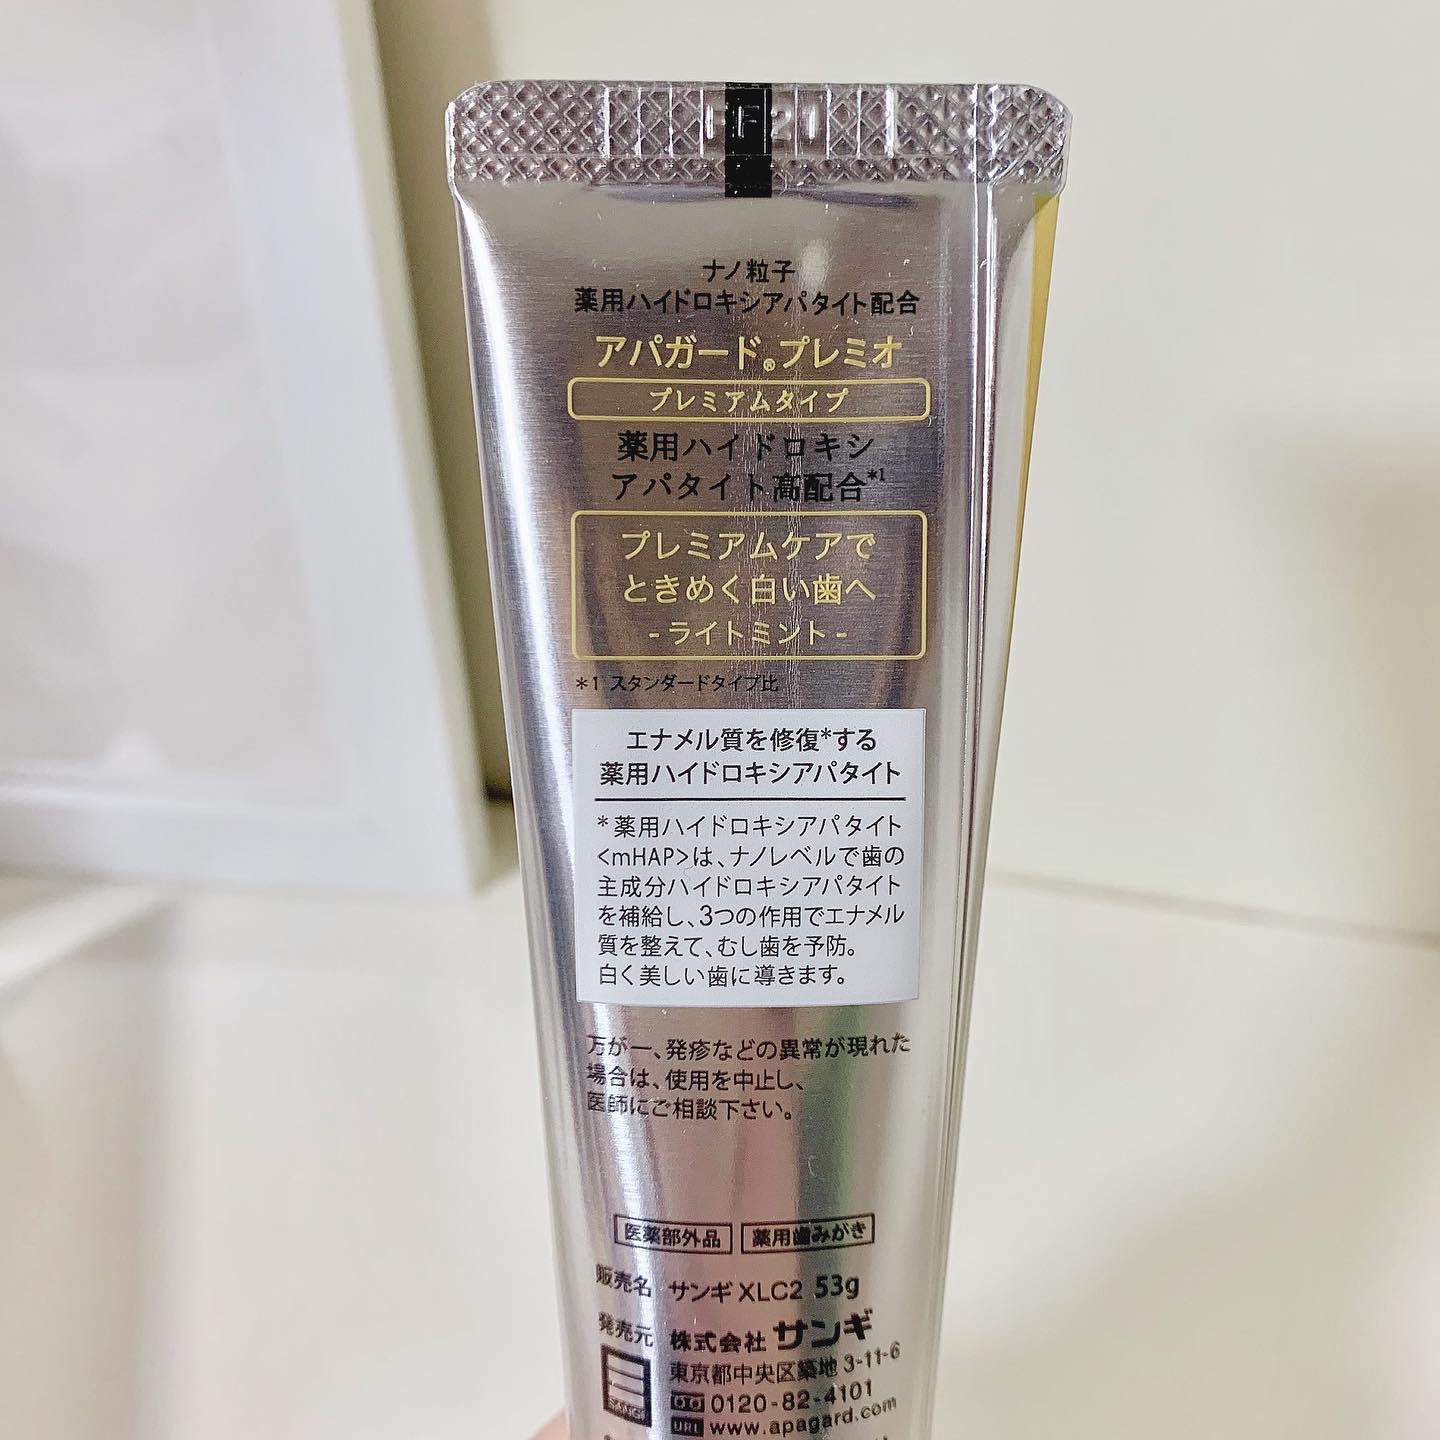 ナノ粒子
薬用ハイドロキシアパタイト配合
アパガード®プレミオ
プレミアムタイプ
薬用ハイドロキシ
アパタイト高配合*1
プレミアムケアで
ときめく白い歯へ
-ライトミント-
*1 スタンダードタイプ比
エナメル質を修復*する
薬用ハイドロキシアパタイト
*薬用ハイドロキシアパタイト
<mHAP>は、ナノレベルで歯の
主成分ハイドロキシアパタイト
を補給し、3つの作用でエナメル
質を整えて、むし歯を予防。
白く美しい歯に導きます。
万が一、発疹などの異常が現れた
場合は、使用を中止し、
医師にご相談下さい。
医薬部外品 薬用歯みがき
販売名 サンギXLC2 53g
発売元 株式会社 サンギ
SANGI 東京都中央区築地 3-11-6
0120-82-4101
URL www.apagard.com